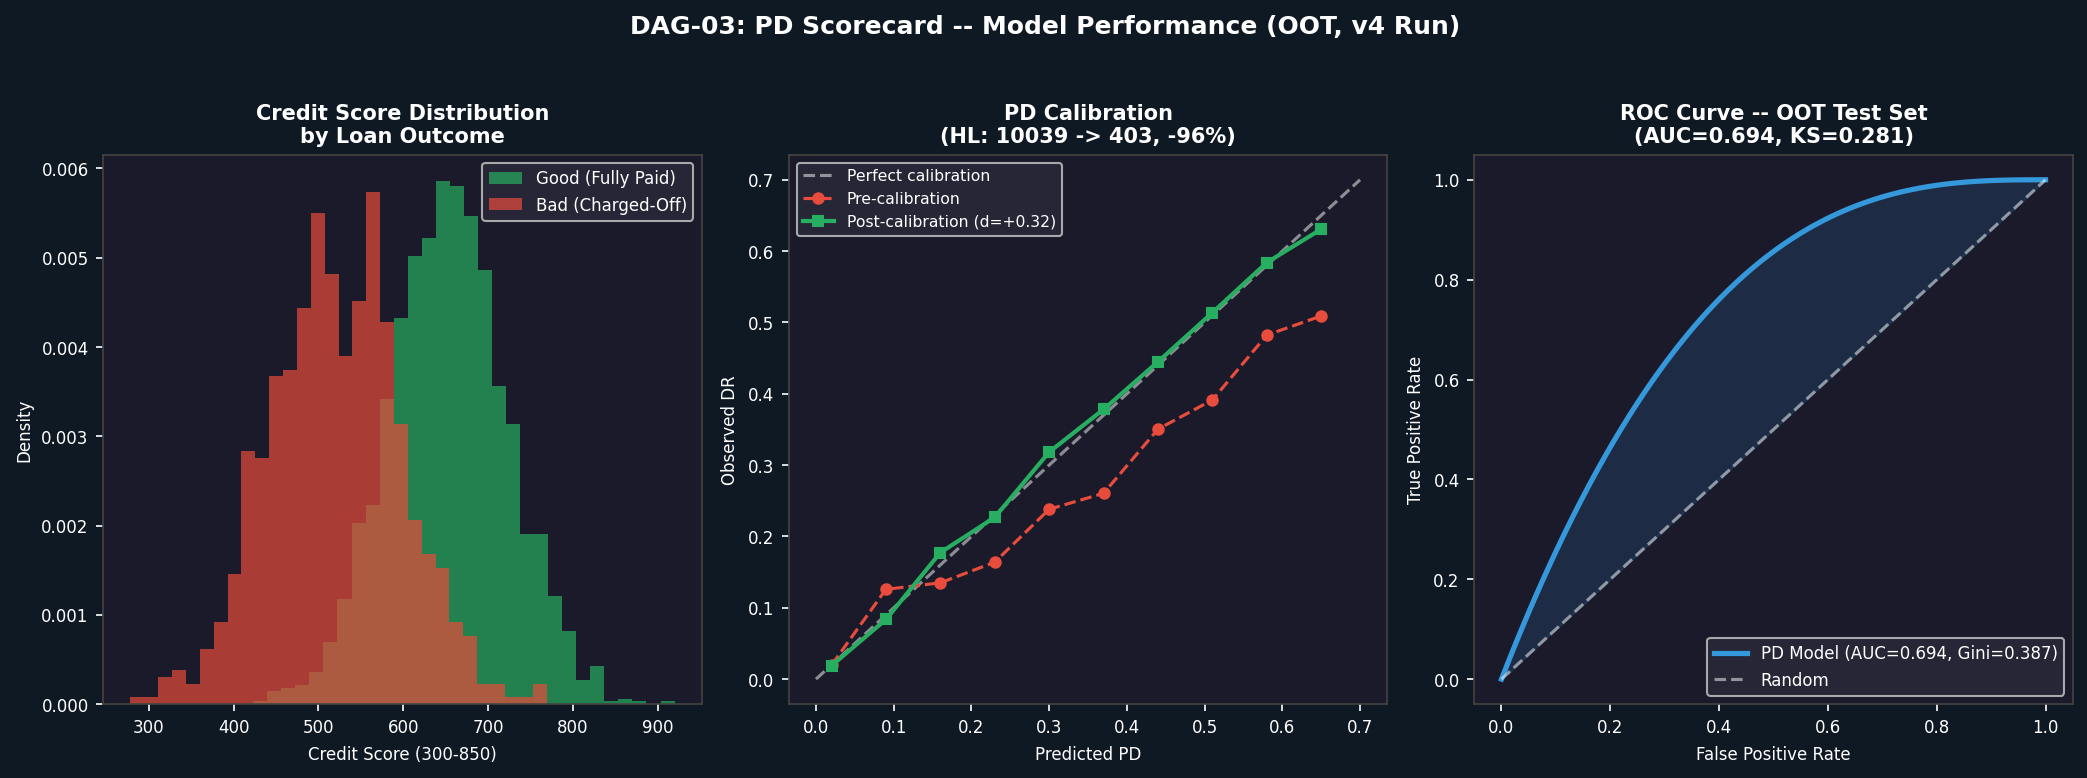 DAG-03: PD Scorecard -- Model Performance (OOT, v4 Run)
Credit Score Distribution
by Loan Outcome
Good (Fully Paid)
Bad (Charged-Off)
0.006
0.005
0.004
0.003
0.002
0.001
0.000
Density
300 400 500 600 700 800 900
Credit Score (300-850)
PD Calibration
(HL: 10039 -> 403, -96%)
Perfect calibration
Pre-calibration
Post-calibration (d=+0.32)
0.7
0.6
0.5
0.4
0.3
0.2
0.1
0.0
Observed DR
0.0 0.1 0.2 0.3 0.4 0.5 0.6 0.7
Predicted PD
ROC Curve -- OOT Test Set
(AUC=0.694, KS=0.281)
1.0
0.8
0.6
0.4
0.2
0.0
True Positive Rate
PD Model (AUC=0.694, Gini=0.387)
Random
0.0 0.2 0.4 0.6 0.8 1.0
False Positive Rate